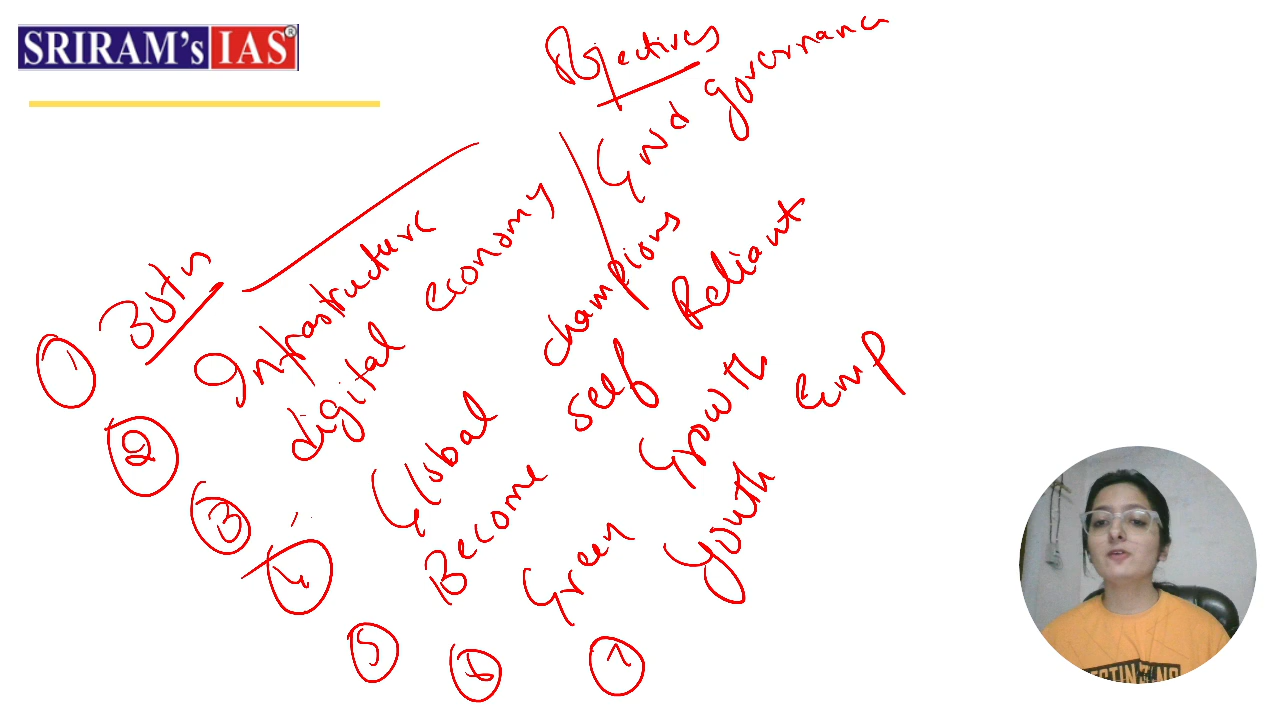 SRIRAM's IAS®
Objectives
① Boosting
② Infrastructure
③ digital economy
④ Global champions
⑤ Become self Reliant
⑥ Green Growth
⑦ Youth Emp
Good Governance